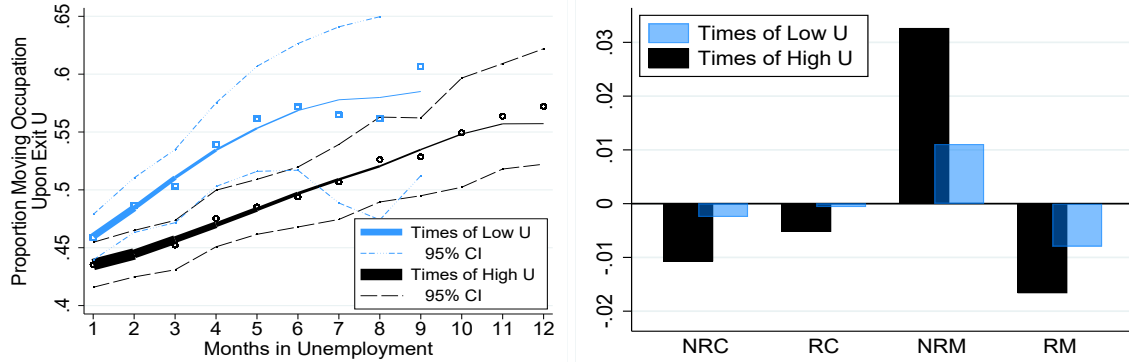 Proportion Moving Occupation
Upon Exit U
.65
.6
.55
.5
.45
.4
Times of Low U
95% CI
Times of High U
95% CI
1 2 3 4 5 6 7 8 9 10 11 12
Months in Unemployment
.03
.02
.01
0
-.01
-.02
Times of Low U
Times of High U
NRC RC NRM RM